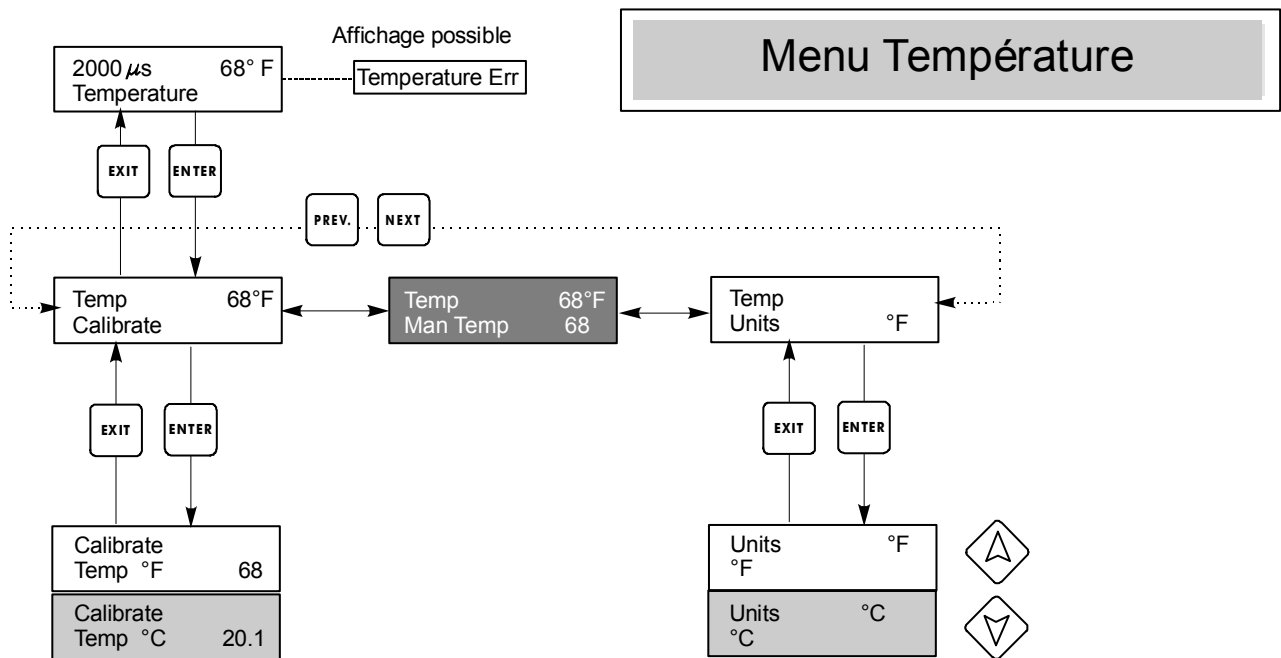 Menu Température
Affichage possible
2000 μs 68° F
Temperature
Temperature Err
EXIT
ENTER
PREV.
NEXT
Temp 68°F
Calibrate
Temp 68°F
Man Temp 68
Temp
Units °F
EXIT
ENTER
EXIT
ENTER
Calibrate
Temp °F 68
Calibrate
Temp °C 20.1
Units °F
°F
Units °C
°C